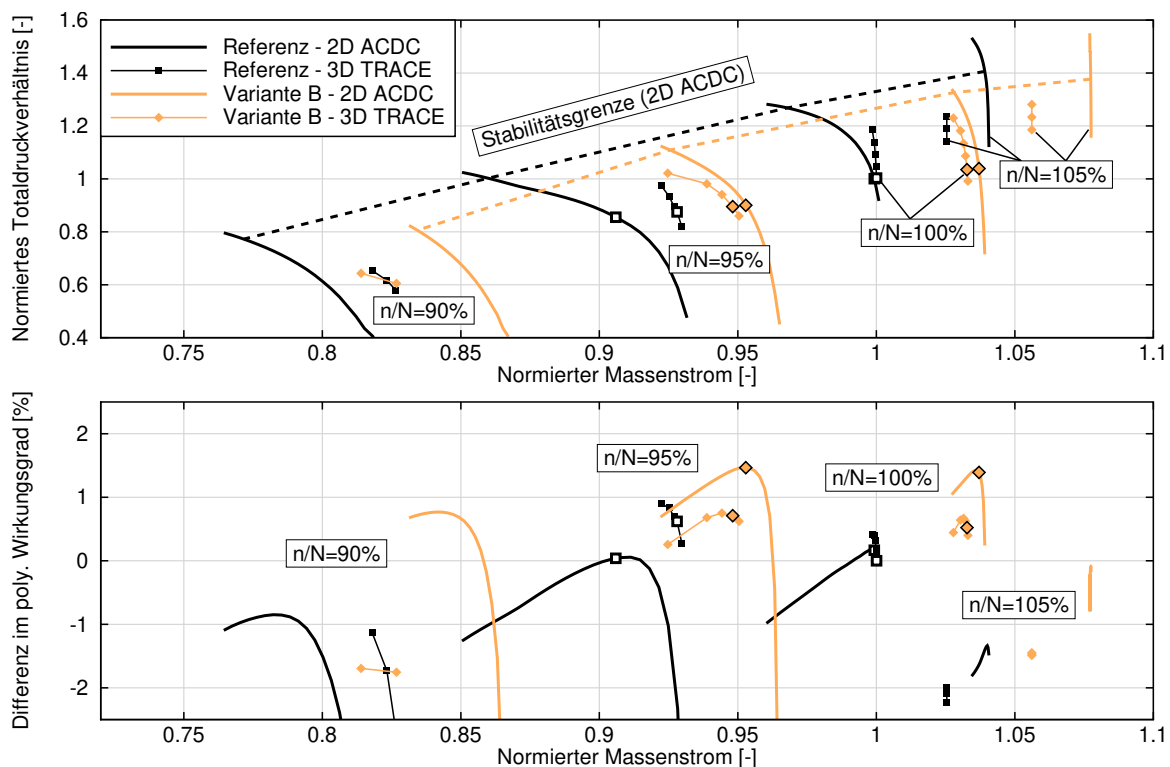 Normiertes Totaldruckverhältnis [-]
1.6
1.4
1.2
1
0.8
0.6
0.4
Referenz - 2D ACDC
Referenz - 3D TRACE
Variante B - 2D ACDC
Variante B - 3D TRACE
Stabilitätsgrenze (2D ACDC)
n/N=105%
n/N=100%
n/N=95%
n/N=90%
0.75
0.8
0.85
0.9
0.95
1
1.05
1.1
Normierter Massenstrom [-]
Differenz im poly. Wirkungsgrad [%]
2
1
0
-1
-2
n/N=95%
n/N=100%
n/N=90%
n/N=105%
0.75
0.8
0.85
0.9
0.95
1
1.05
1.1
Normierter Massenstrom [-]